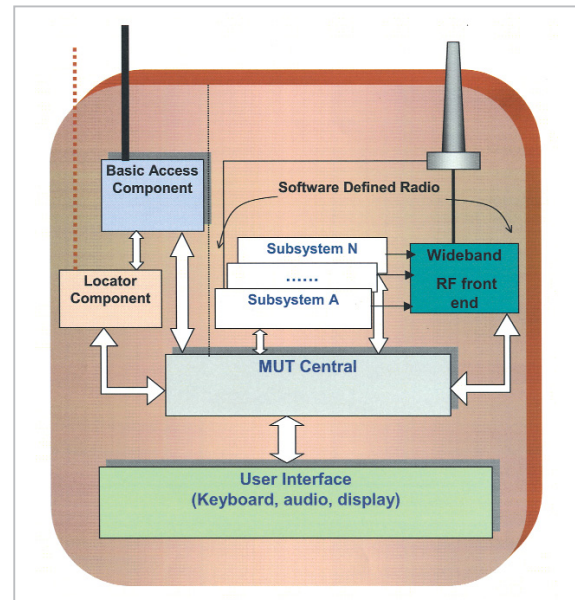 Basic Access
Component
Software Defined Radio
Subsystem N
......
Subsystem A
Wideband
RF front
end
Locator
Component
MUT Central
User Interface
(Keyboard, audio, display)